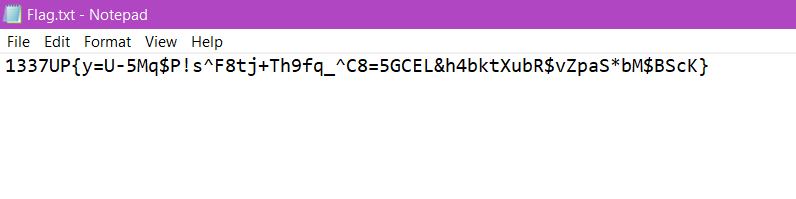 Flag.txt - Notepad
File Edit Format View Help
1337UP{y=U-5Mq$P!s^F8tj+Th9fq_^C8=5GCEL&h4bktXubR$vZpaS*bM$BScK}